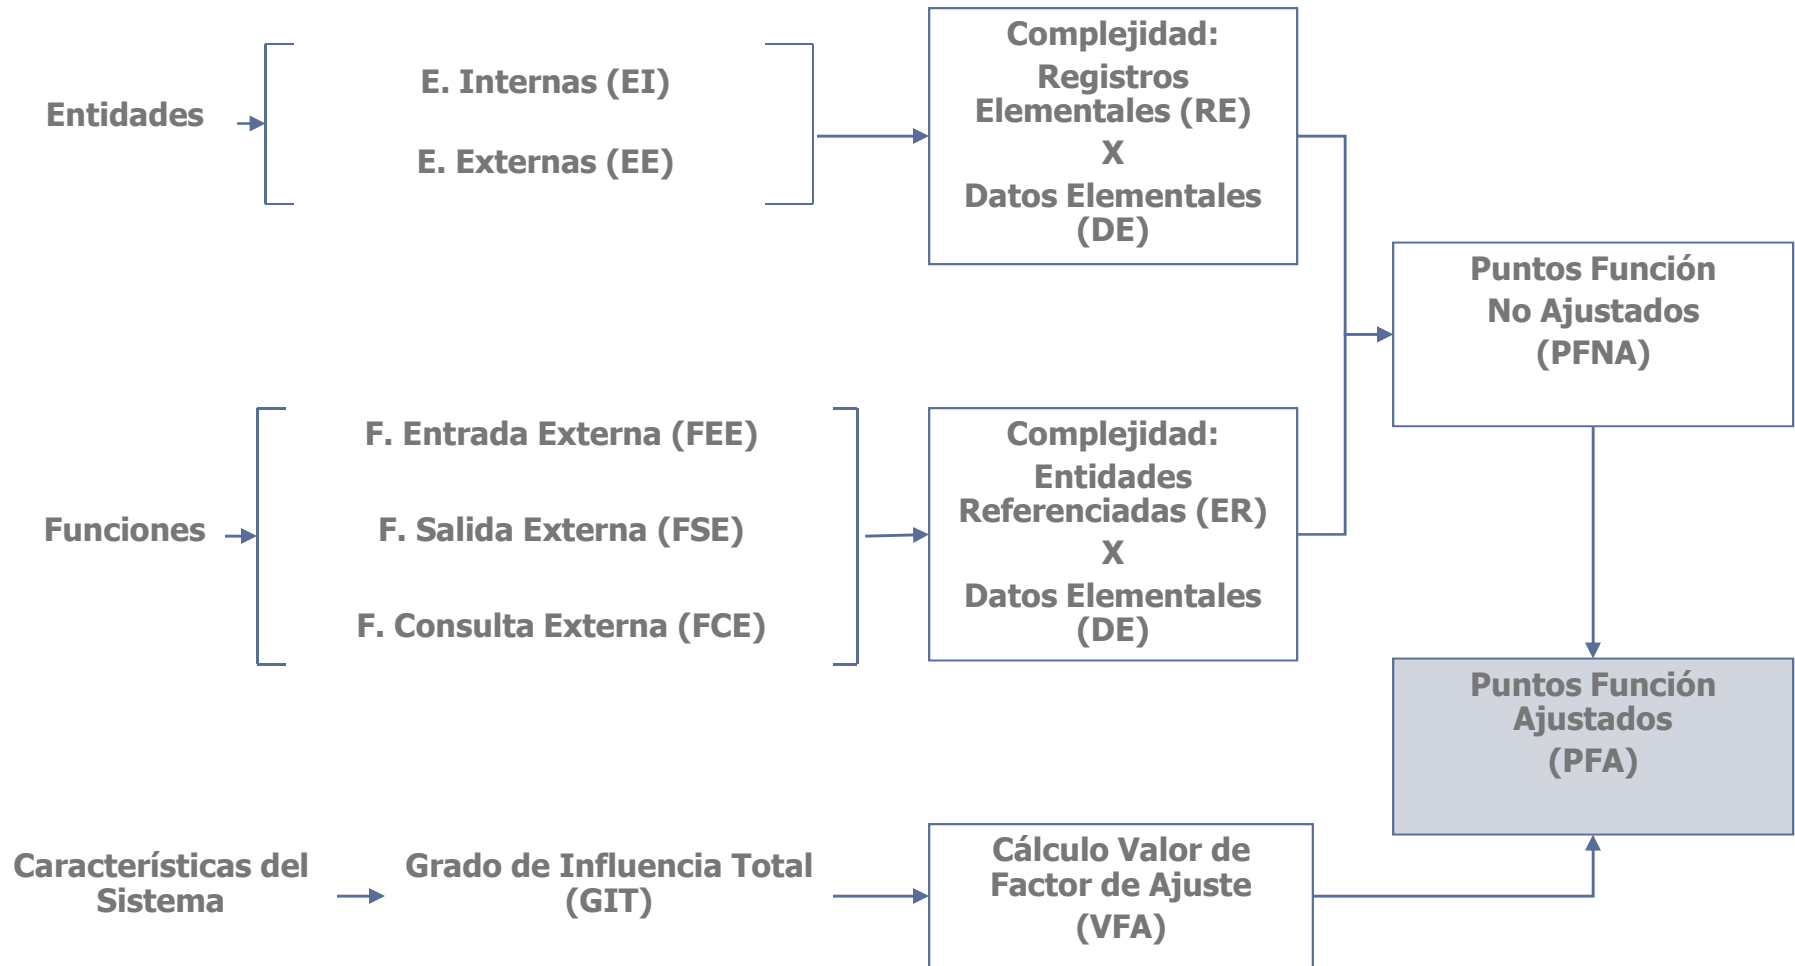 Entidades
E. Internas (EI)
E. Externas (EE)
Complejidad:
Registros
Elementales (RE)
X
Datos Elementales
(DE)
Puntos Función
No Ajustados
(PFNA)
Funciones
F. Entrada Externa (FEE)
F. Salida Externa (FSE)
F. Consulta Externa (FCE)
Complejidad:
Entidades
Referenciadas (ER)
X
Datos Elementales
(DE)
Puntos Función
Ajustados
(PFA)
Característísticas del
Sistema
Grado de Influencia Total
(GIT)
Cálculo Valor de
Factor de Ajuste
(VFA)